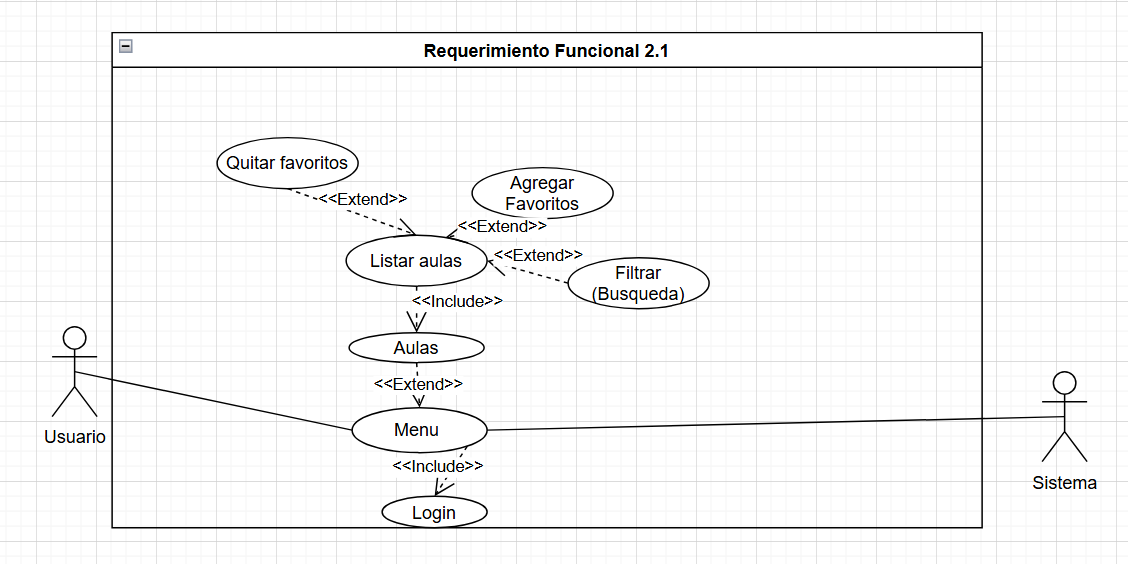 Requerimiento Funcional 2.1
Quitar favoritos
<<Extend>>
Agregar
Favoritos
<<Extend>>
Listar aulas
<<Extend>>
Filtrar
(Busqueda)
<<Include>>
Aulas
<<Extend>>
Menu
Usuario
<<Include>>
Sistema
Login